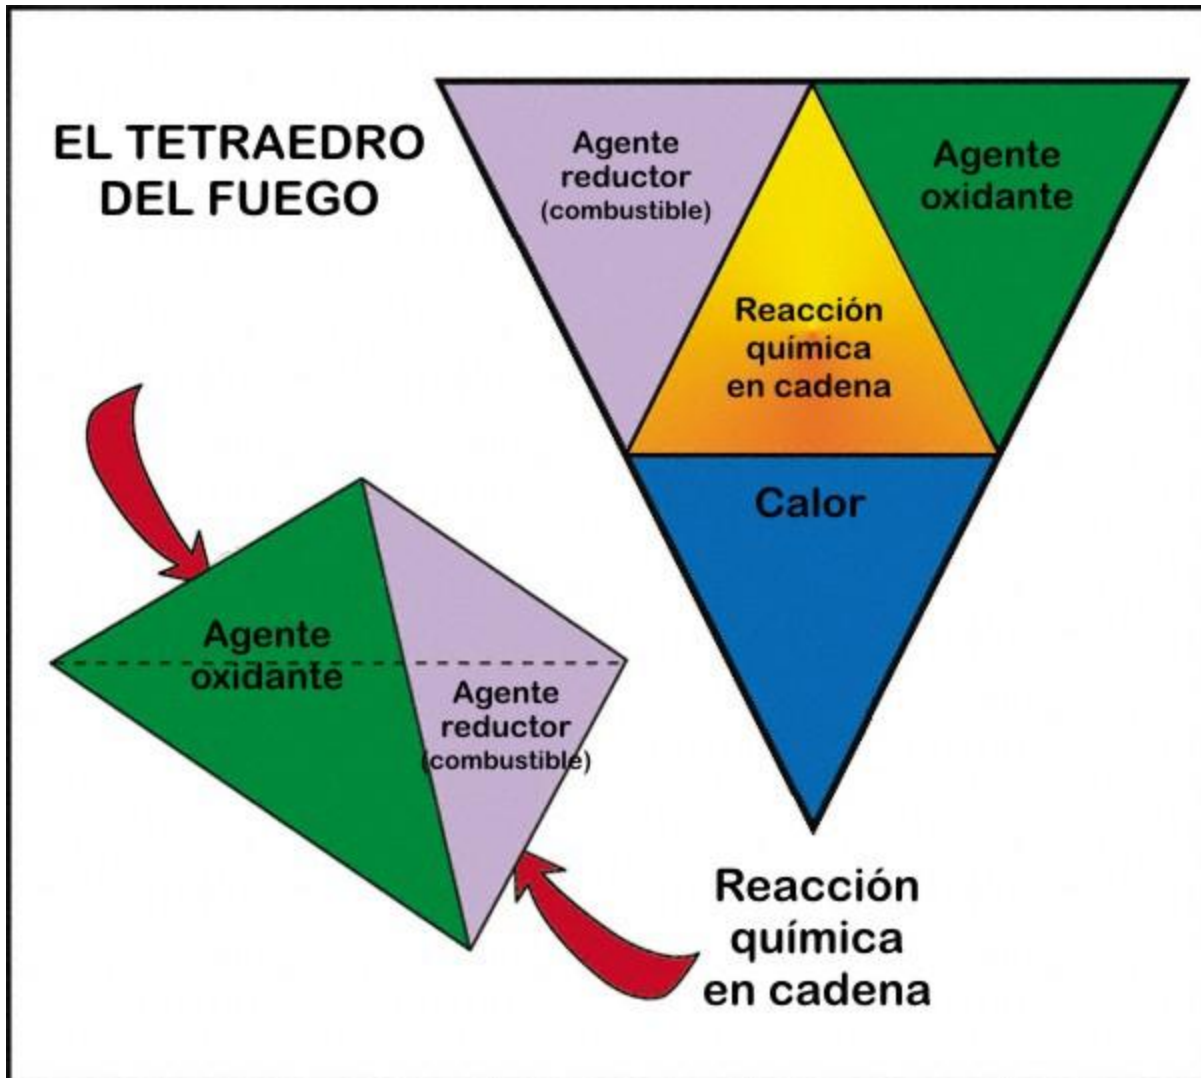 EL TETRAEDRO
DEL FUEGO
Agente
reductor
(combustible)
Agente
oxidante
Reacción
química
en cadena
Calor
Agente
oxidante
Agente
reductor
(combustible)
Reacción
química
en cadena